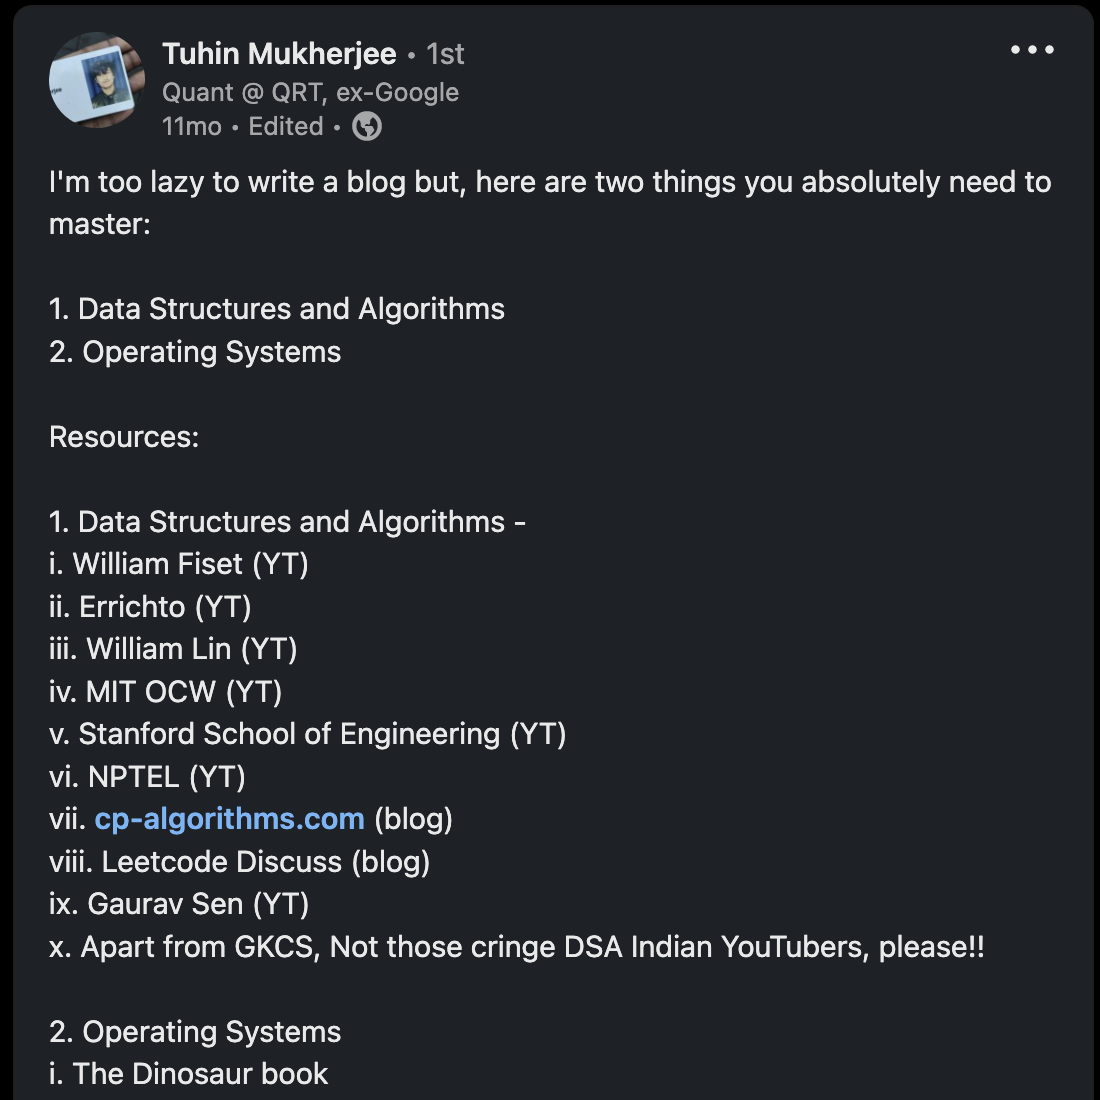 Tuhin Mukherjee • 1st
Quant @ QRT, ex-Google
11mo • Edited •
I'm too lazy to write a blog but, here are two things you absolutely need to
master:
1. Data Structures and Algorithms
2. Operating Systems
Resources:
1. Data Structures and Algorithms -
i. William Fiset (YT)
ii. Errichto (YT)
iii. William Lin (YT)
iv. MIT OCW (YT)
v. Stanford School of Engineering (YT)
vi. NPTEL (YT)
vii. cp-algorithms.com (blog)
viii. Leetcode Discuss (blog)
ix. Gaurav Sen (YT)
x. Apart from GKCS, Not those cringe DSA Indian YouTubers, please!!
2. Operating Systems
i. The Dinosaur book